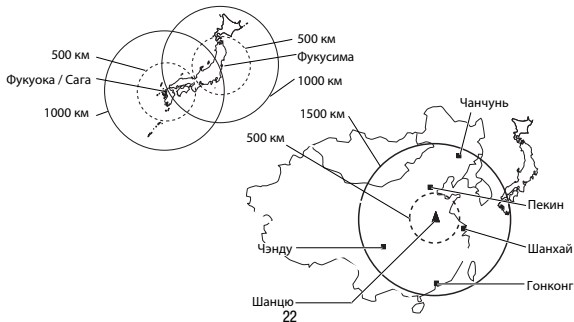 500 км
500 км
Фукусима
Фукуока / Сага
1000 км
1000 км
Чанчунь
1500 км
500 км
Пекин
Чэнду
Шанхай
Гонконг
Шанцю
22